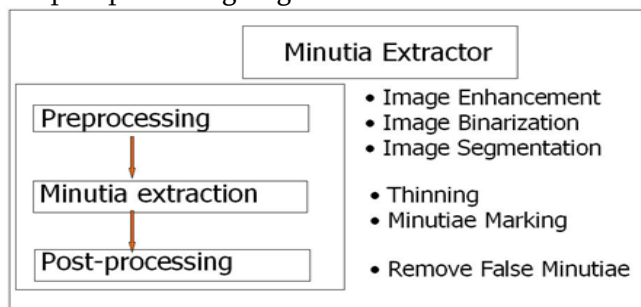 Minutia Extractor
Preprocessing
• Image Enhancement
• Image Binarization
• Image Segmentation
Minutia extraction
• Thinning
• Minutiae Marking
Post-processing
• Remove False Minutiae